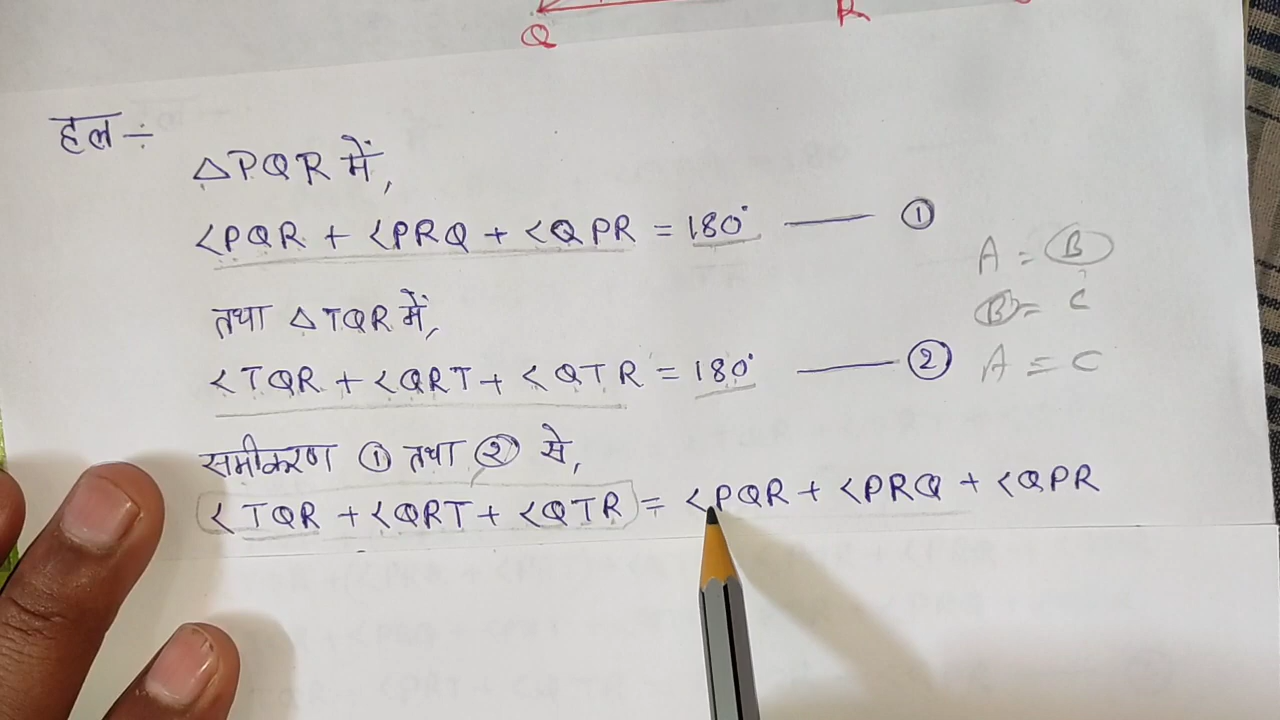 Q R
हल ÷
△PQR में,
<PQR + <PRQ + <QPR = 180° —— ①
A = B
तथा △TQR में,
B = C
<TQR + <QRT + <QTR = 180° —— ②
A = C
समीकरण ① तथा ② से,
<TQR + <QRT + <QTR = <PQR + <PRQ + <QPR